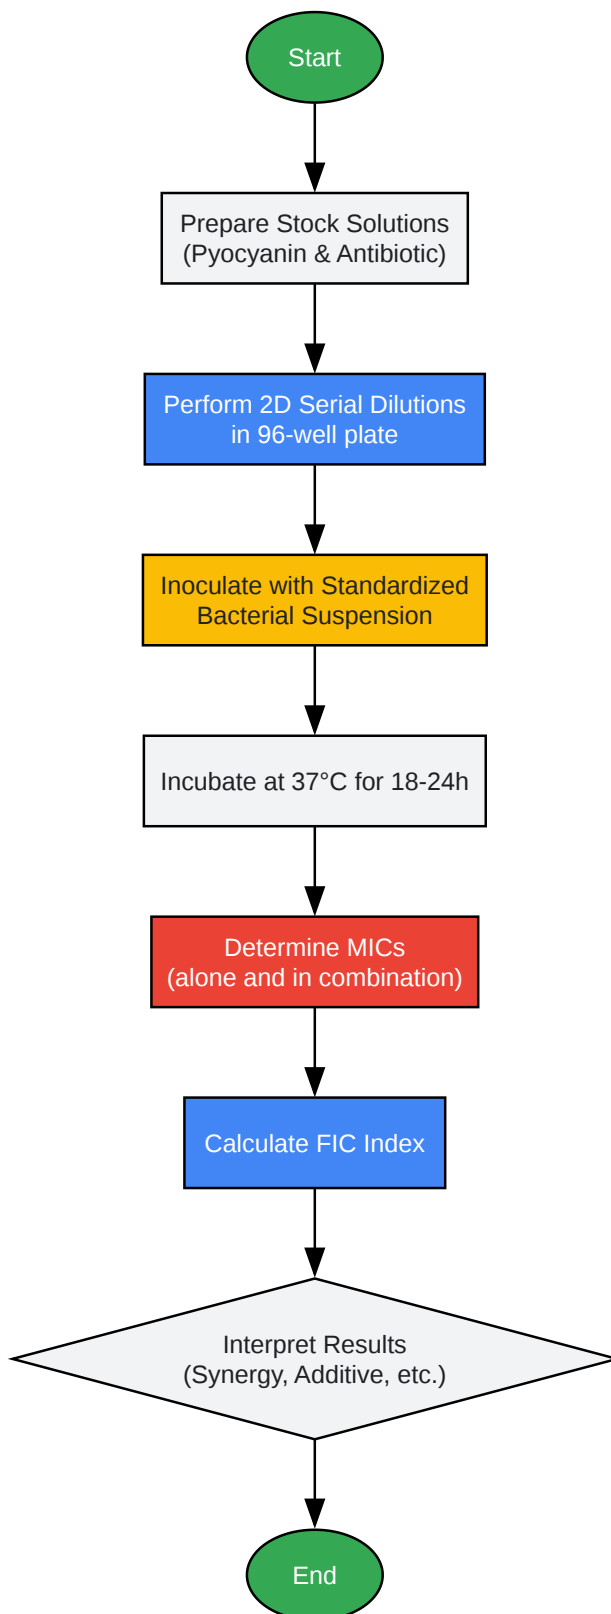 Start
Prepare Stock Solutions
(Pyocyanin & Antibiotic)
Perform 2D Serial Dilutions
in 96-well plate
Inoculate with Standardized
Bacterial Suspension
Incubate at 37°C for 18-24h
Determine MICs
(alone and in combination)
Calculate FIC Index
Interpret Results
(Synergy, Additive, etc.)
End